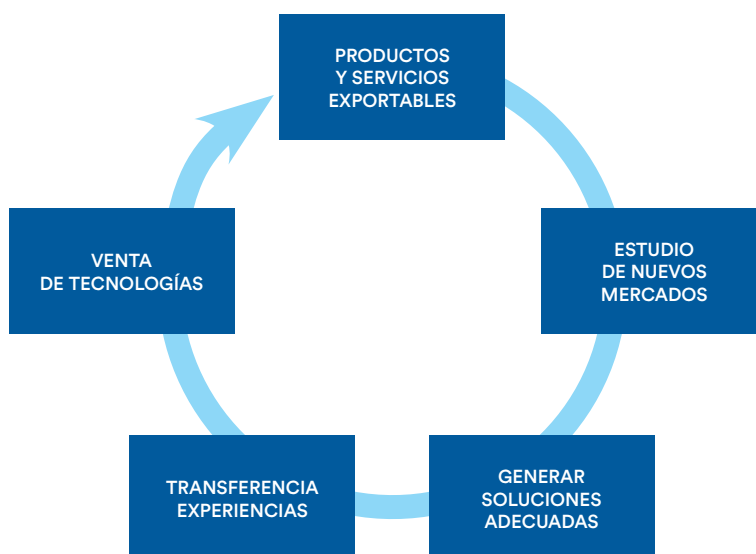 PRODUCTOS
Y SERVICIOS
EXPORTABLES
ESTUDIO
DE NUEVOS
MERCADOS
GENERAR
SOLUCIONES
ADECUADAS
TRANSFERENCIA
EXPERIENCIAS
VENTA
DE TECNOLOGÍAS